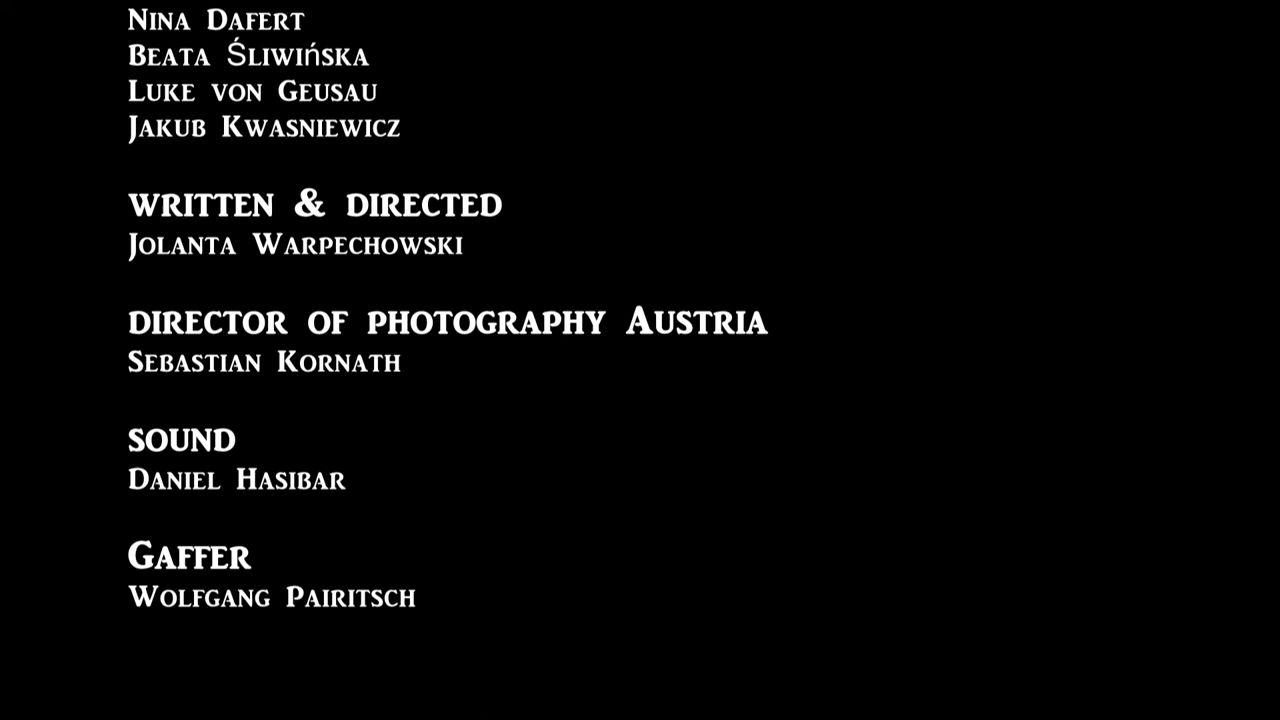 Nina Dafert
Beata Śliwińska
Luke von Geusau
Jakub Kwasniewicz
written & directed
Jolanta Warpechowski
director of photography Austria
Sebastian Kornath
sound
Daniel Hasibar
Gaffer
Wolfgang Pairitsch